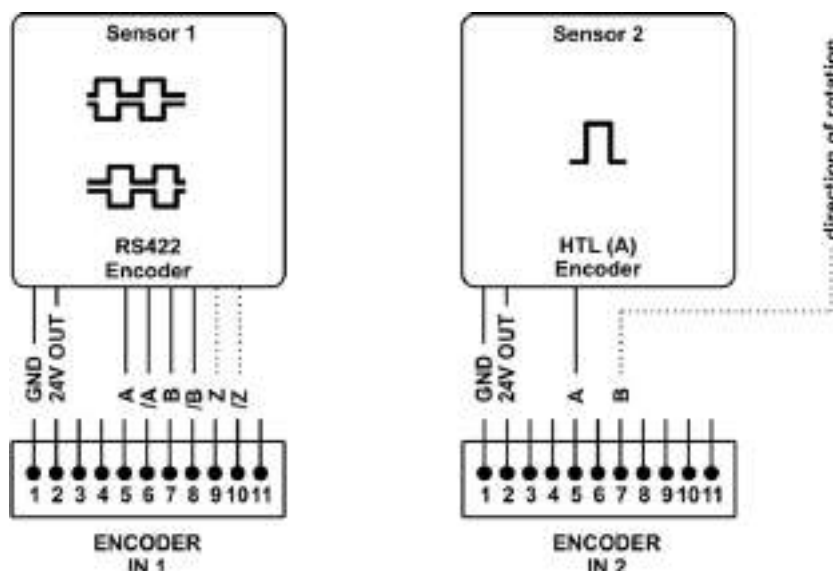 Sensor 1
RS422
Encoder
GND
24V OUT
A
/A
B
/B
Z
/Z
1 2 3 4 5 6 7 8 9 10 11
ENCODER
IN 1
Sensor 2
HTL (A)
Encoder
GND
24V OUT
A
B
1 2 3 4 5 6 7 8 9 10 11
ENCODER
IN 2
direction of rotation